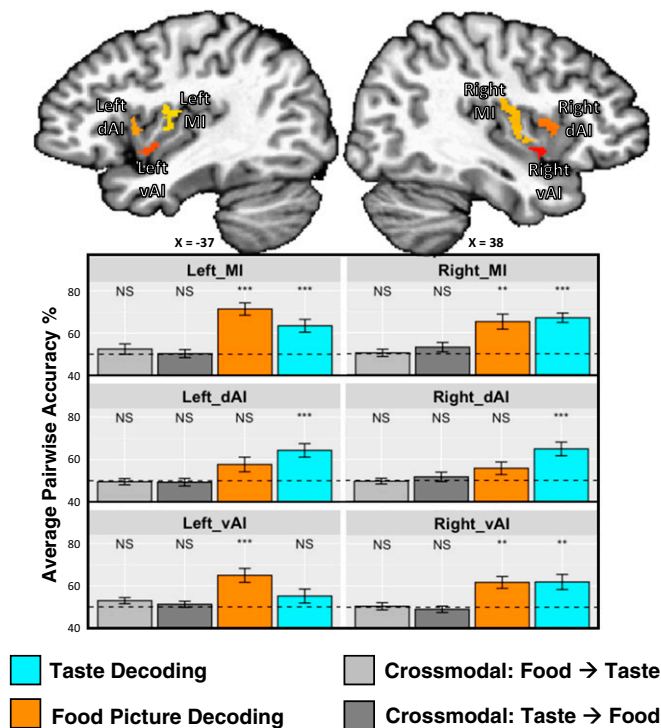 Left
dAI
Left
MI
Left
vAI
Right
MI
Right
dAI
Right
vAI
X = -37
X = 38
Average Pairwise Accuracy %
Left_MI
Right_MI
80
60
40
NS
NS
***
***
NS
NS
**
***
Left_dAI
Right_dAI
80
60
40
NS
NS
NS
***
NS
NS
NS
***
Left_vAI
Right_vAI
80
60
40
NS
NS
***
NS
NS
NS
**
**
Taste Decoding
Crossmodal: Food → Taste
Food Picture Decoding
Crossmodal: Taste → Food